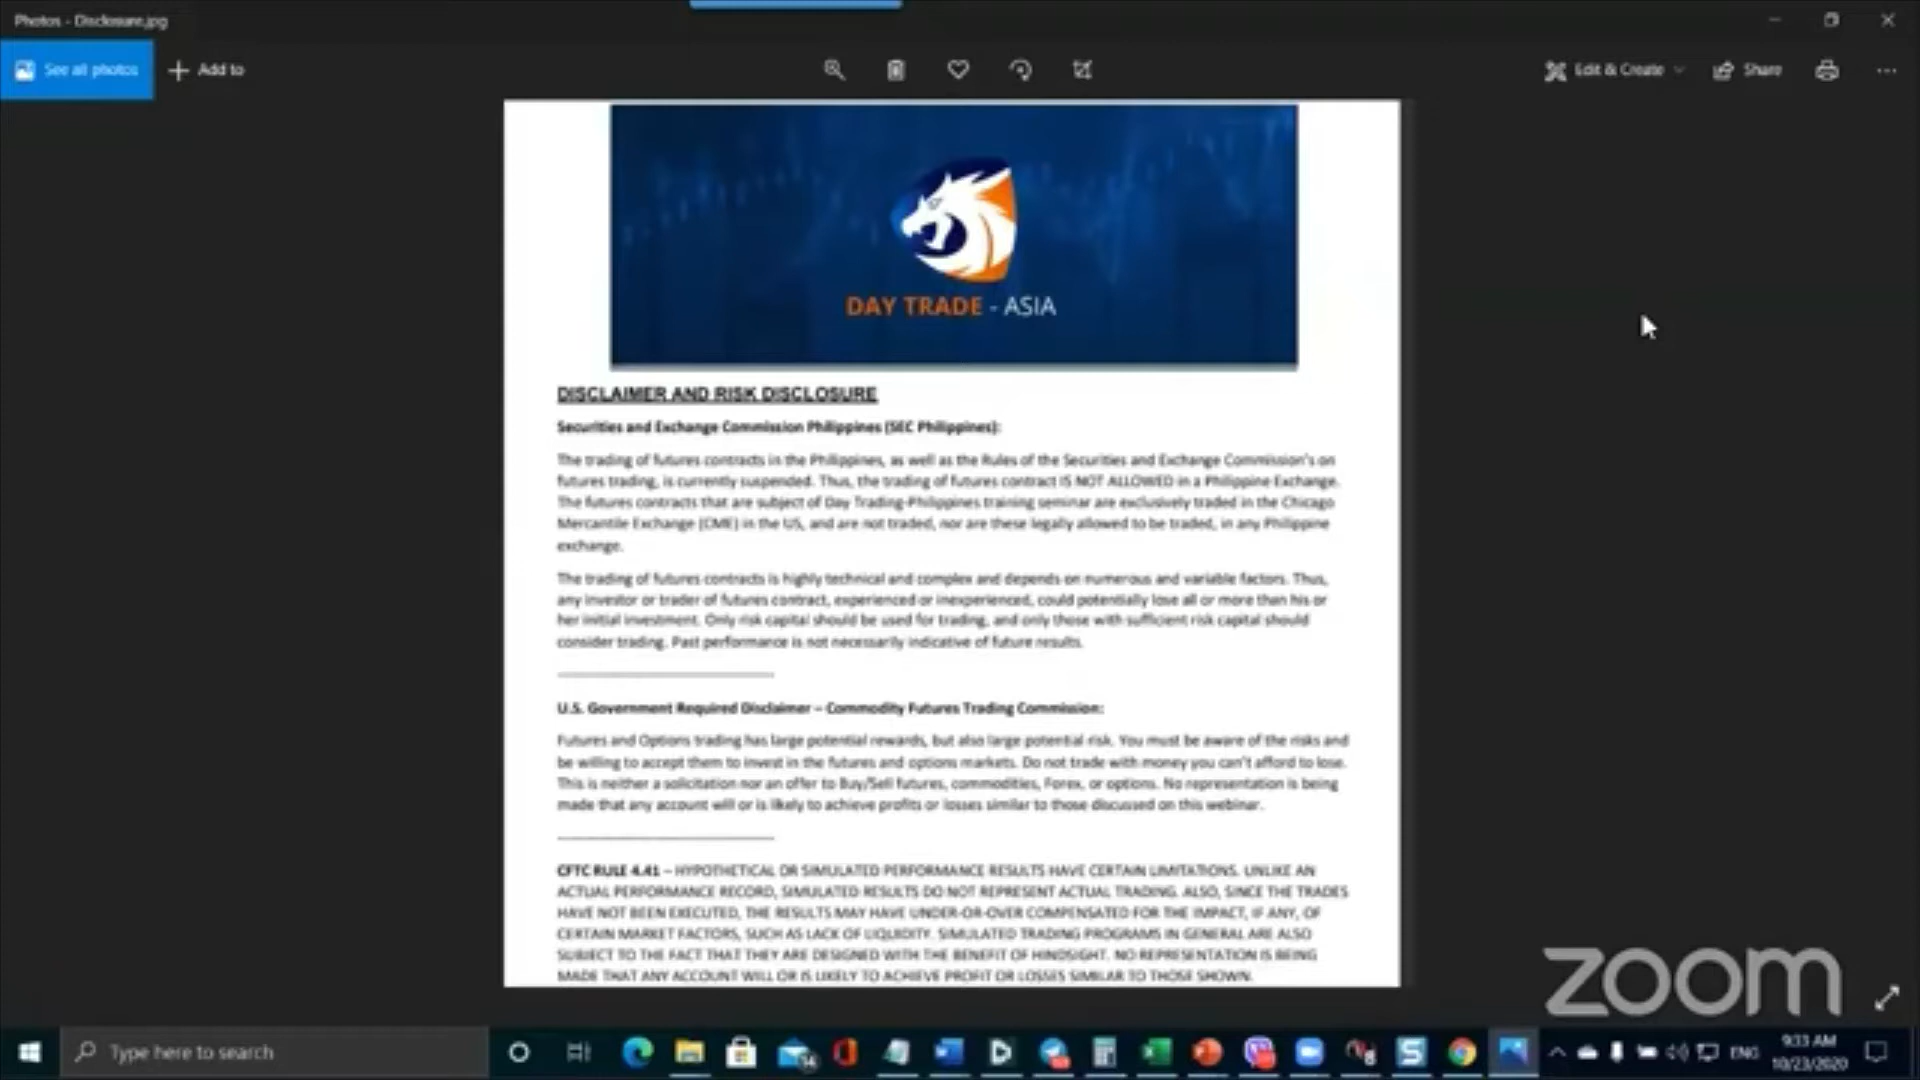 Photos - Disclosure.jpg
See all photos
Add to
Edit & Create
Share
DAY TRADE - ASIA
DISCLAIMER AND RISK DISCLOSURE
Securities and Exchange Commission Philippines (SEC Philippines):
The trading of futures contracts in the Philippines, as well as the Rules of the Securities and Exchange Commission's on
futures trading, is currently suspended. Thus, the trading of futures contract IS NOT ALLOWED in a Philippine Exchange.
The futures contracts that are subject of Day Trading-Philippines training seminar are exclusively traded in the Chicago
Mercantile Exchange (CME) in the US, and are not traded, nor are these legally allowed to be traded, in any Philippine
exchange.
The trading of futures contracts is highly technical and complex and depends on numerous and variable factors. Thus,
any investor or trader of futures contract, experienced or inexperienced, could potentially lose all or more than his or
her initial investment. Only risk capital should be used for trading, and only those with sufficient risk capital should
consider trading. Past performance is not necessarily indicative of future results.
U.S. Government Required Disclaimer – Commodity Futures Trading Commission:
Futures and Options trading has large potential rewards, but also large potential risk. You must be aware of the risks and
be willing to accept them to invest in the futures and options markets. Do not trade with money you can't afford to lose.
This is neither a solicitation nor an offer to Buy/Sell futures, commodities, Forex, or options. No representation is being
made that any account will or is likely to achieve profits or losses similar to those discussed on this webinar.
CFTC RULE 4.41 – HYPOTHETICAL OR SIMULATED PERFORMANCE RESULTS HAVE CERTAIN LIMITATIONS. UNLIKE AN
ACTUAL PERFORMANCE RECORD, SIMULATED RESULTS DO NOT REPRESENT ACTUAL TRADING. ALSO, SINCE THE TRADES
HAVE NOT BEEN EXECUTED, THE RESULTS MAY HAVE UNDER-OR-OVER COMPENSATED FOR THE IMPACT, IF ANY, OF
CERTAIN MARKET FACTORS, SUCH AS LACK OF LIQUIDITY. SIMULATED TRADING PROGRAMS IN GENERAL ARE ALSO
SUBJECT TO THE FACT THAT THEY ARE DESIGNED WITH THE BENEFIT OF HINDSIGHT. NO REPRESENTATION IS BEING
MADE THAT ANY ACCOUNT WILL OR IS LIKELY TO ACHIEVE PROFIT OR LOSSES SIMILAR TO THOSE SHOWN.
zoom
Type here to search
ENG
9:33 AM
10/23/2020